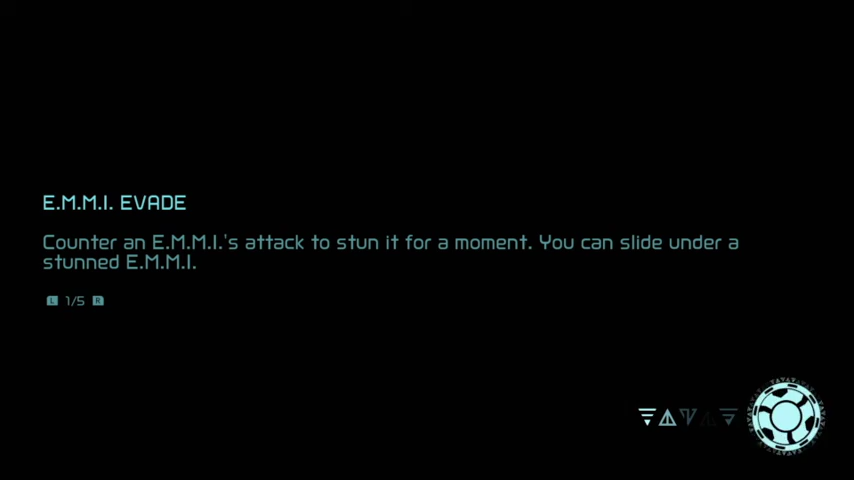 E.M.M.I. EVADE
Counter an E.M.M.I.'s attack to stun it for a moment. You can slide under a
stunned E.M.M.I.
L 1/5 R